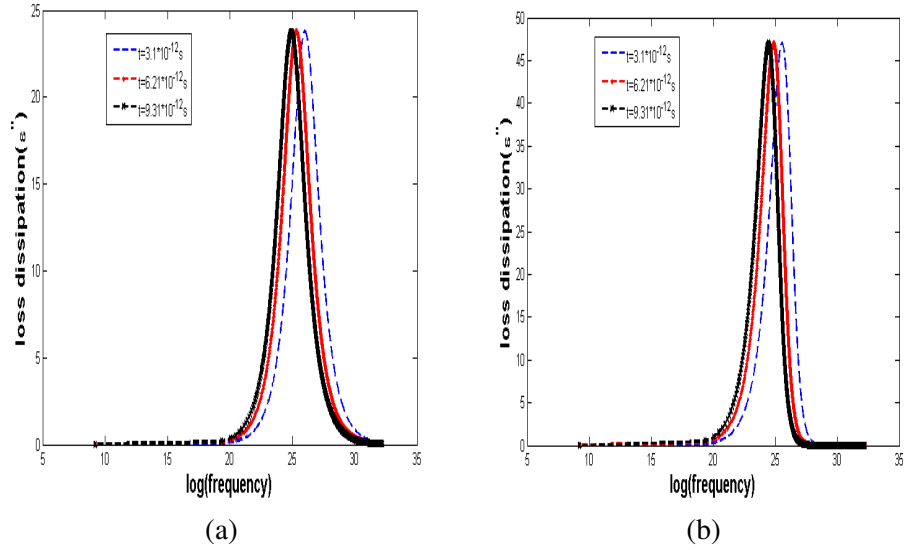 25
20
15
10
5
0
loss dissipation(ε'')
t=3.1*10⁻¹²s
t=6.21*10⁻¹²s
t=9.31*10⁻¹²s
5 10 15 20 25 30 35
log(frequency)
(a)
50
45
40
35
30
25
20
15
10
5
0
loss dissipation(ε'')
t=3.1*10⁻¹²s
t=6.21*10⁻¹²s
t=9.31*10⁻¹²s
5 10 15 20 25 30 35
log(frequency)
(b)